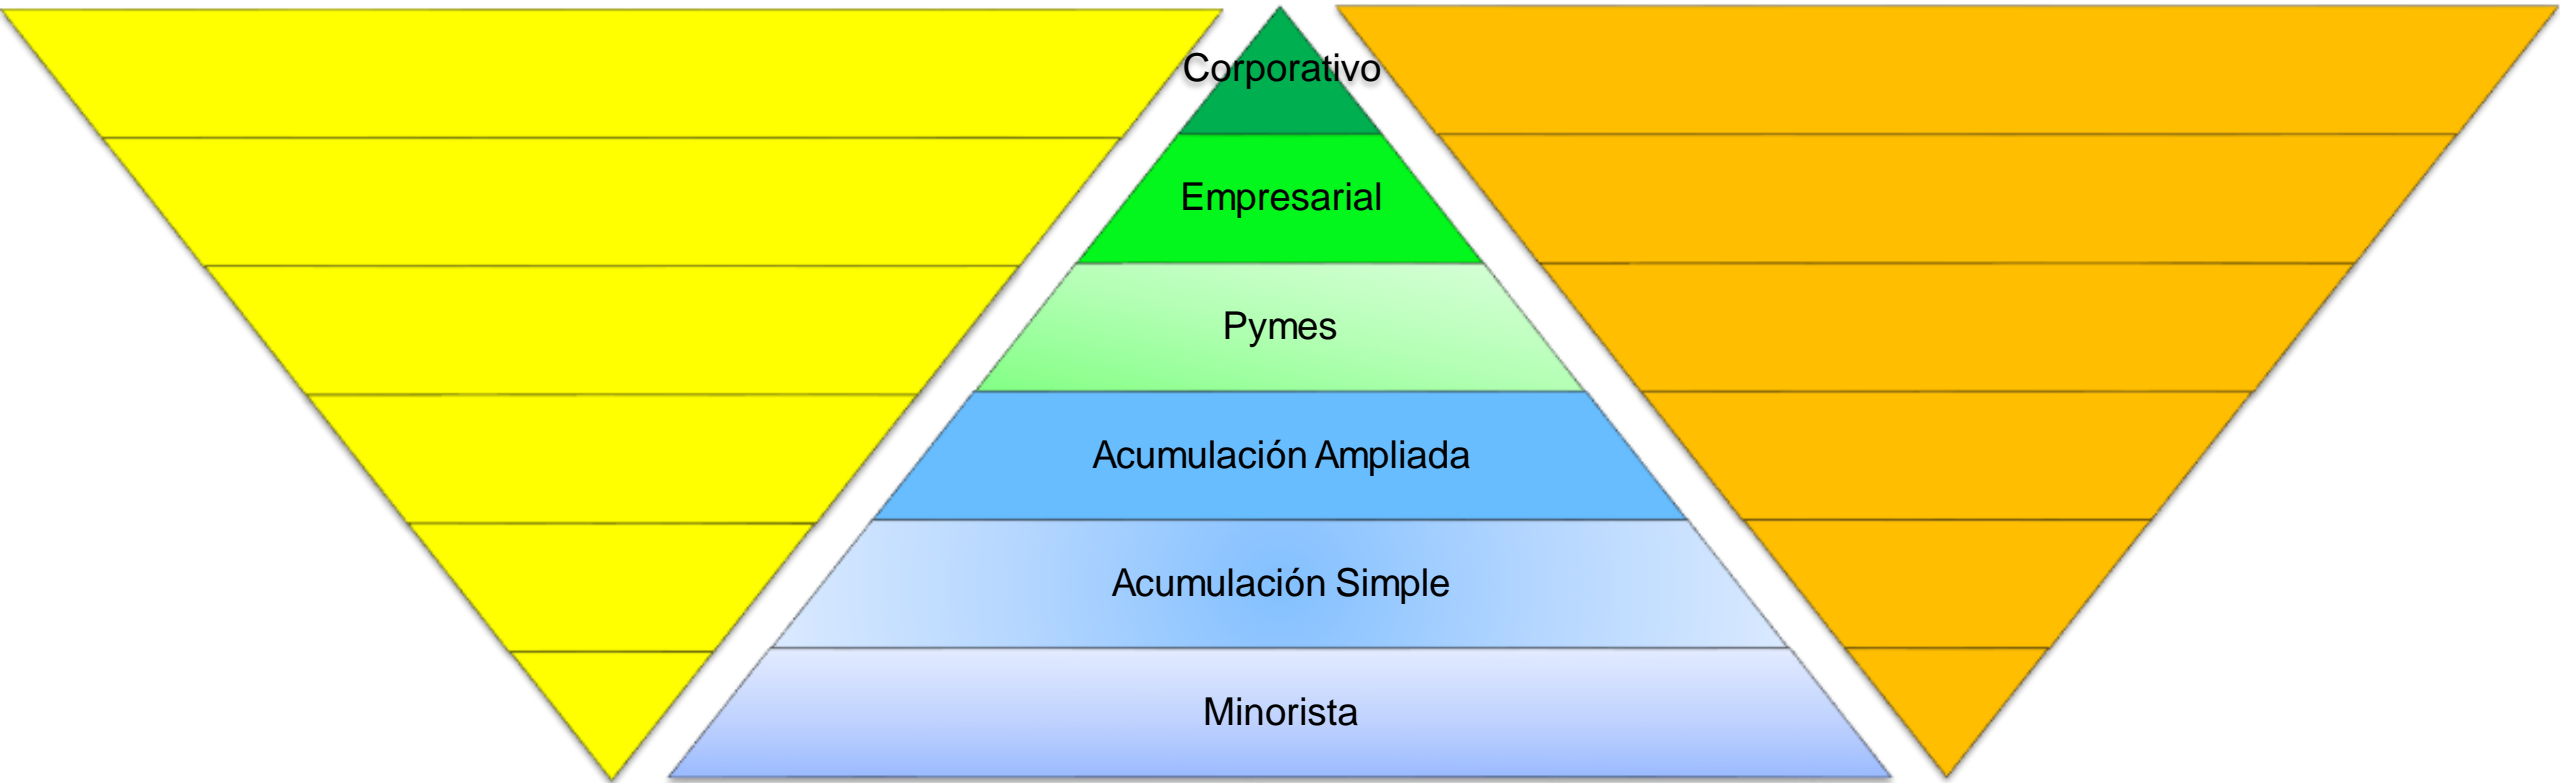 Corporativo
Empresarial
Pymes
Acumulación Ampliada
Acumulación Simple
Minorista